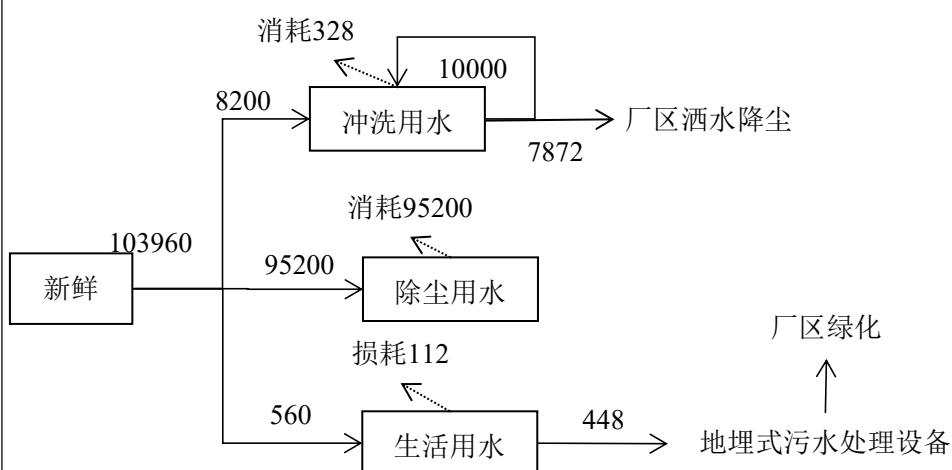 消耗328
10000
8200
冲洗用水
厂区洒水降尘
7872
消耗95200
103960
95200
新鲜
除尘用水
厂区绿化
损耗112
560
448
生活用水
地埋式污水处理设备